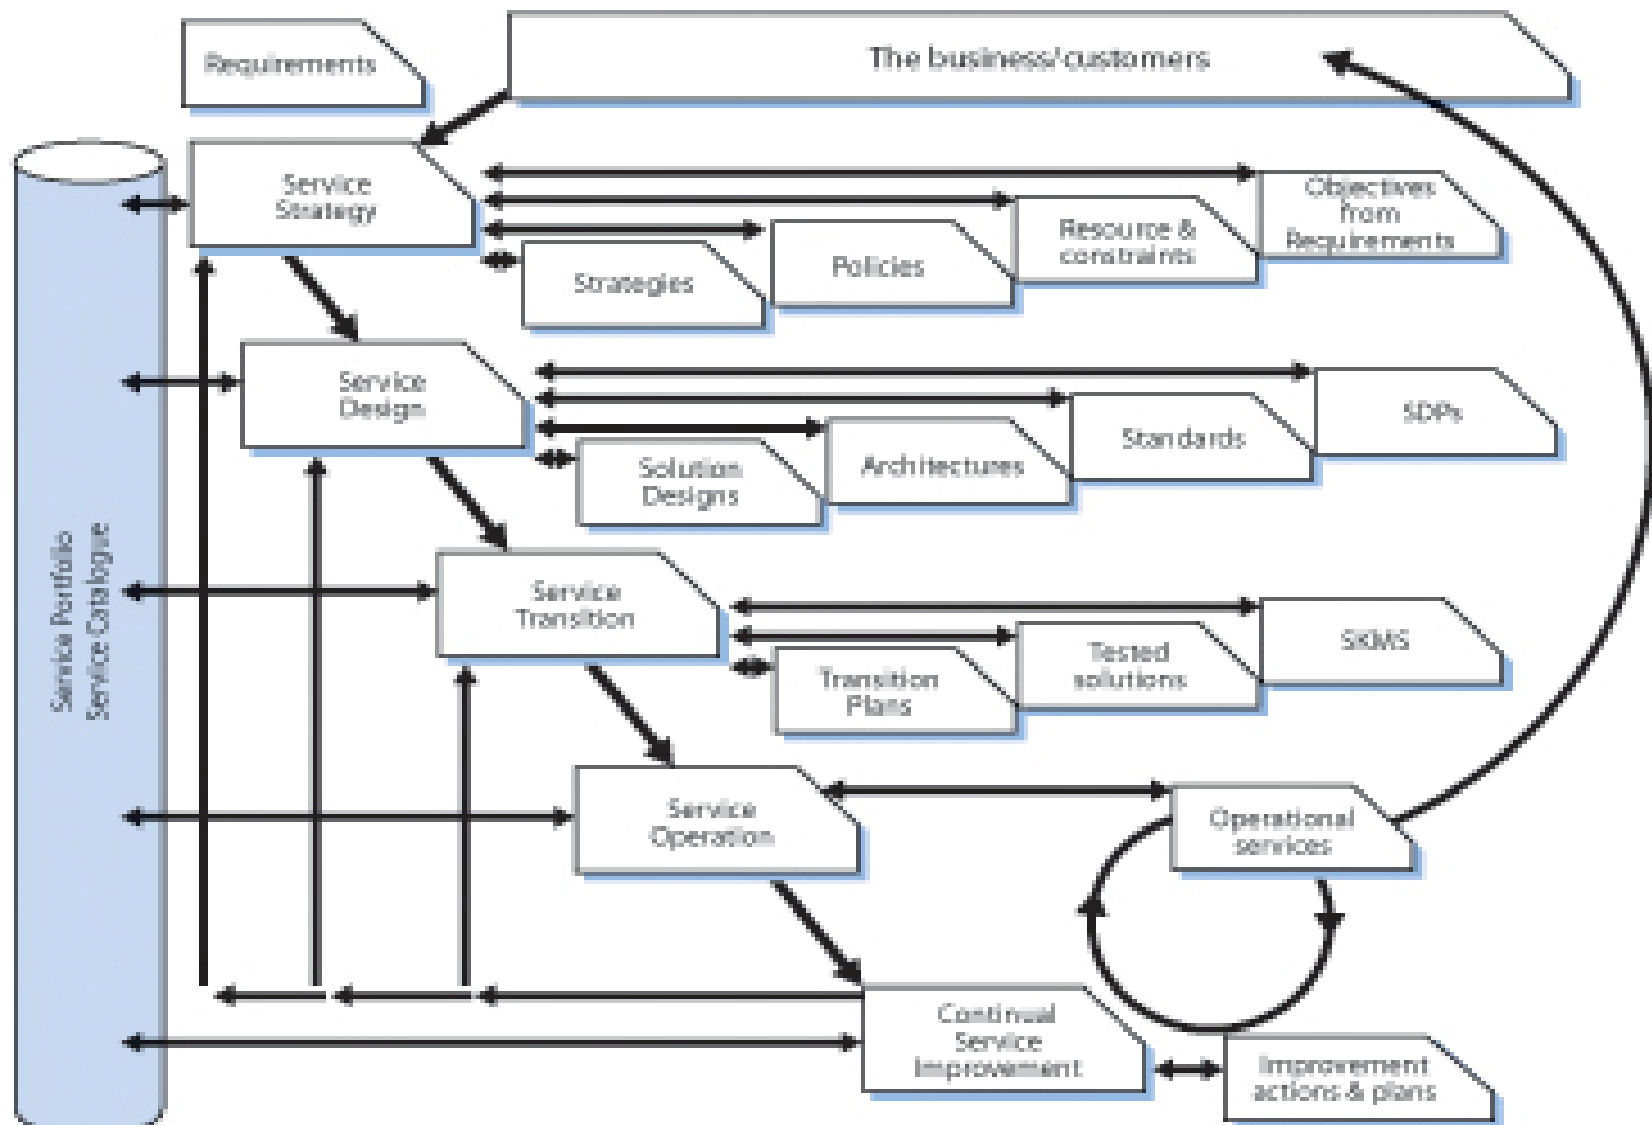 Requirements
The business/customers
Service
Strategy
Objectives
from
Requirements
Resource &
constraints
Policies
Strategies
Service
Design
SDPs
Standards
Architectures
Solution
Designs
Service Portfolio
Service Catalogue
Service
Transition
SKMS
Tested
solutions
Transition
Plans
Service
Operation
Operational
services
Continual
Service
Improvement
Improvement
actions & plans